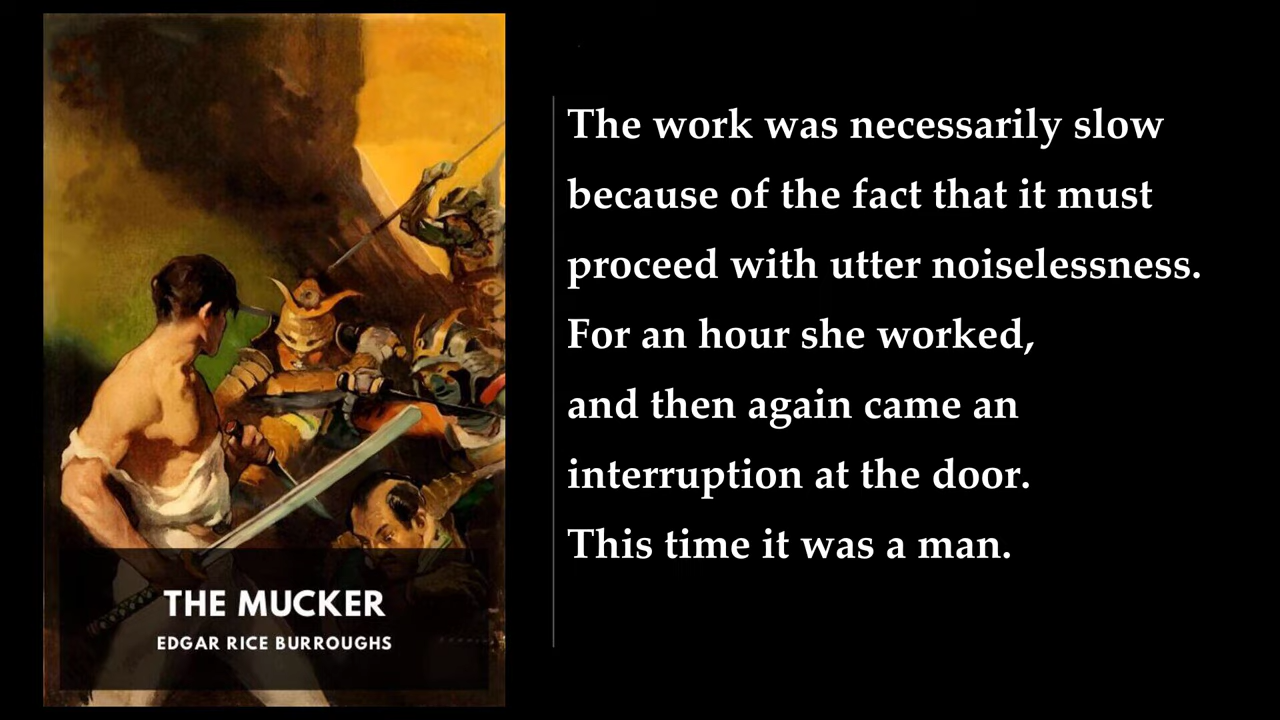 The work was necessarily slow
because of the fact that it must
proceed with utter noiselessness.
For an hour she worked,
and then again came an
interruption at the door.
This time it was a man.
THE MUCKER
EDGAR RICE BURROUGHS